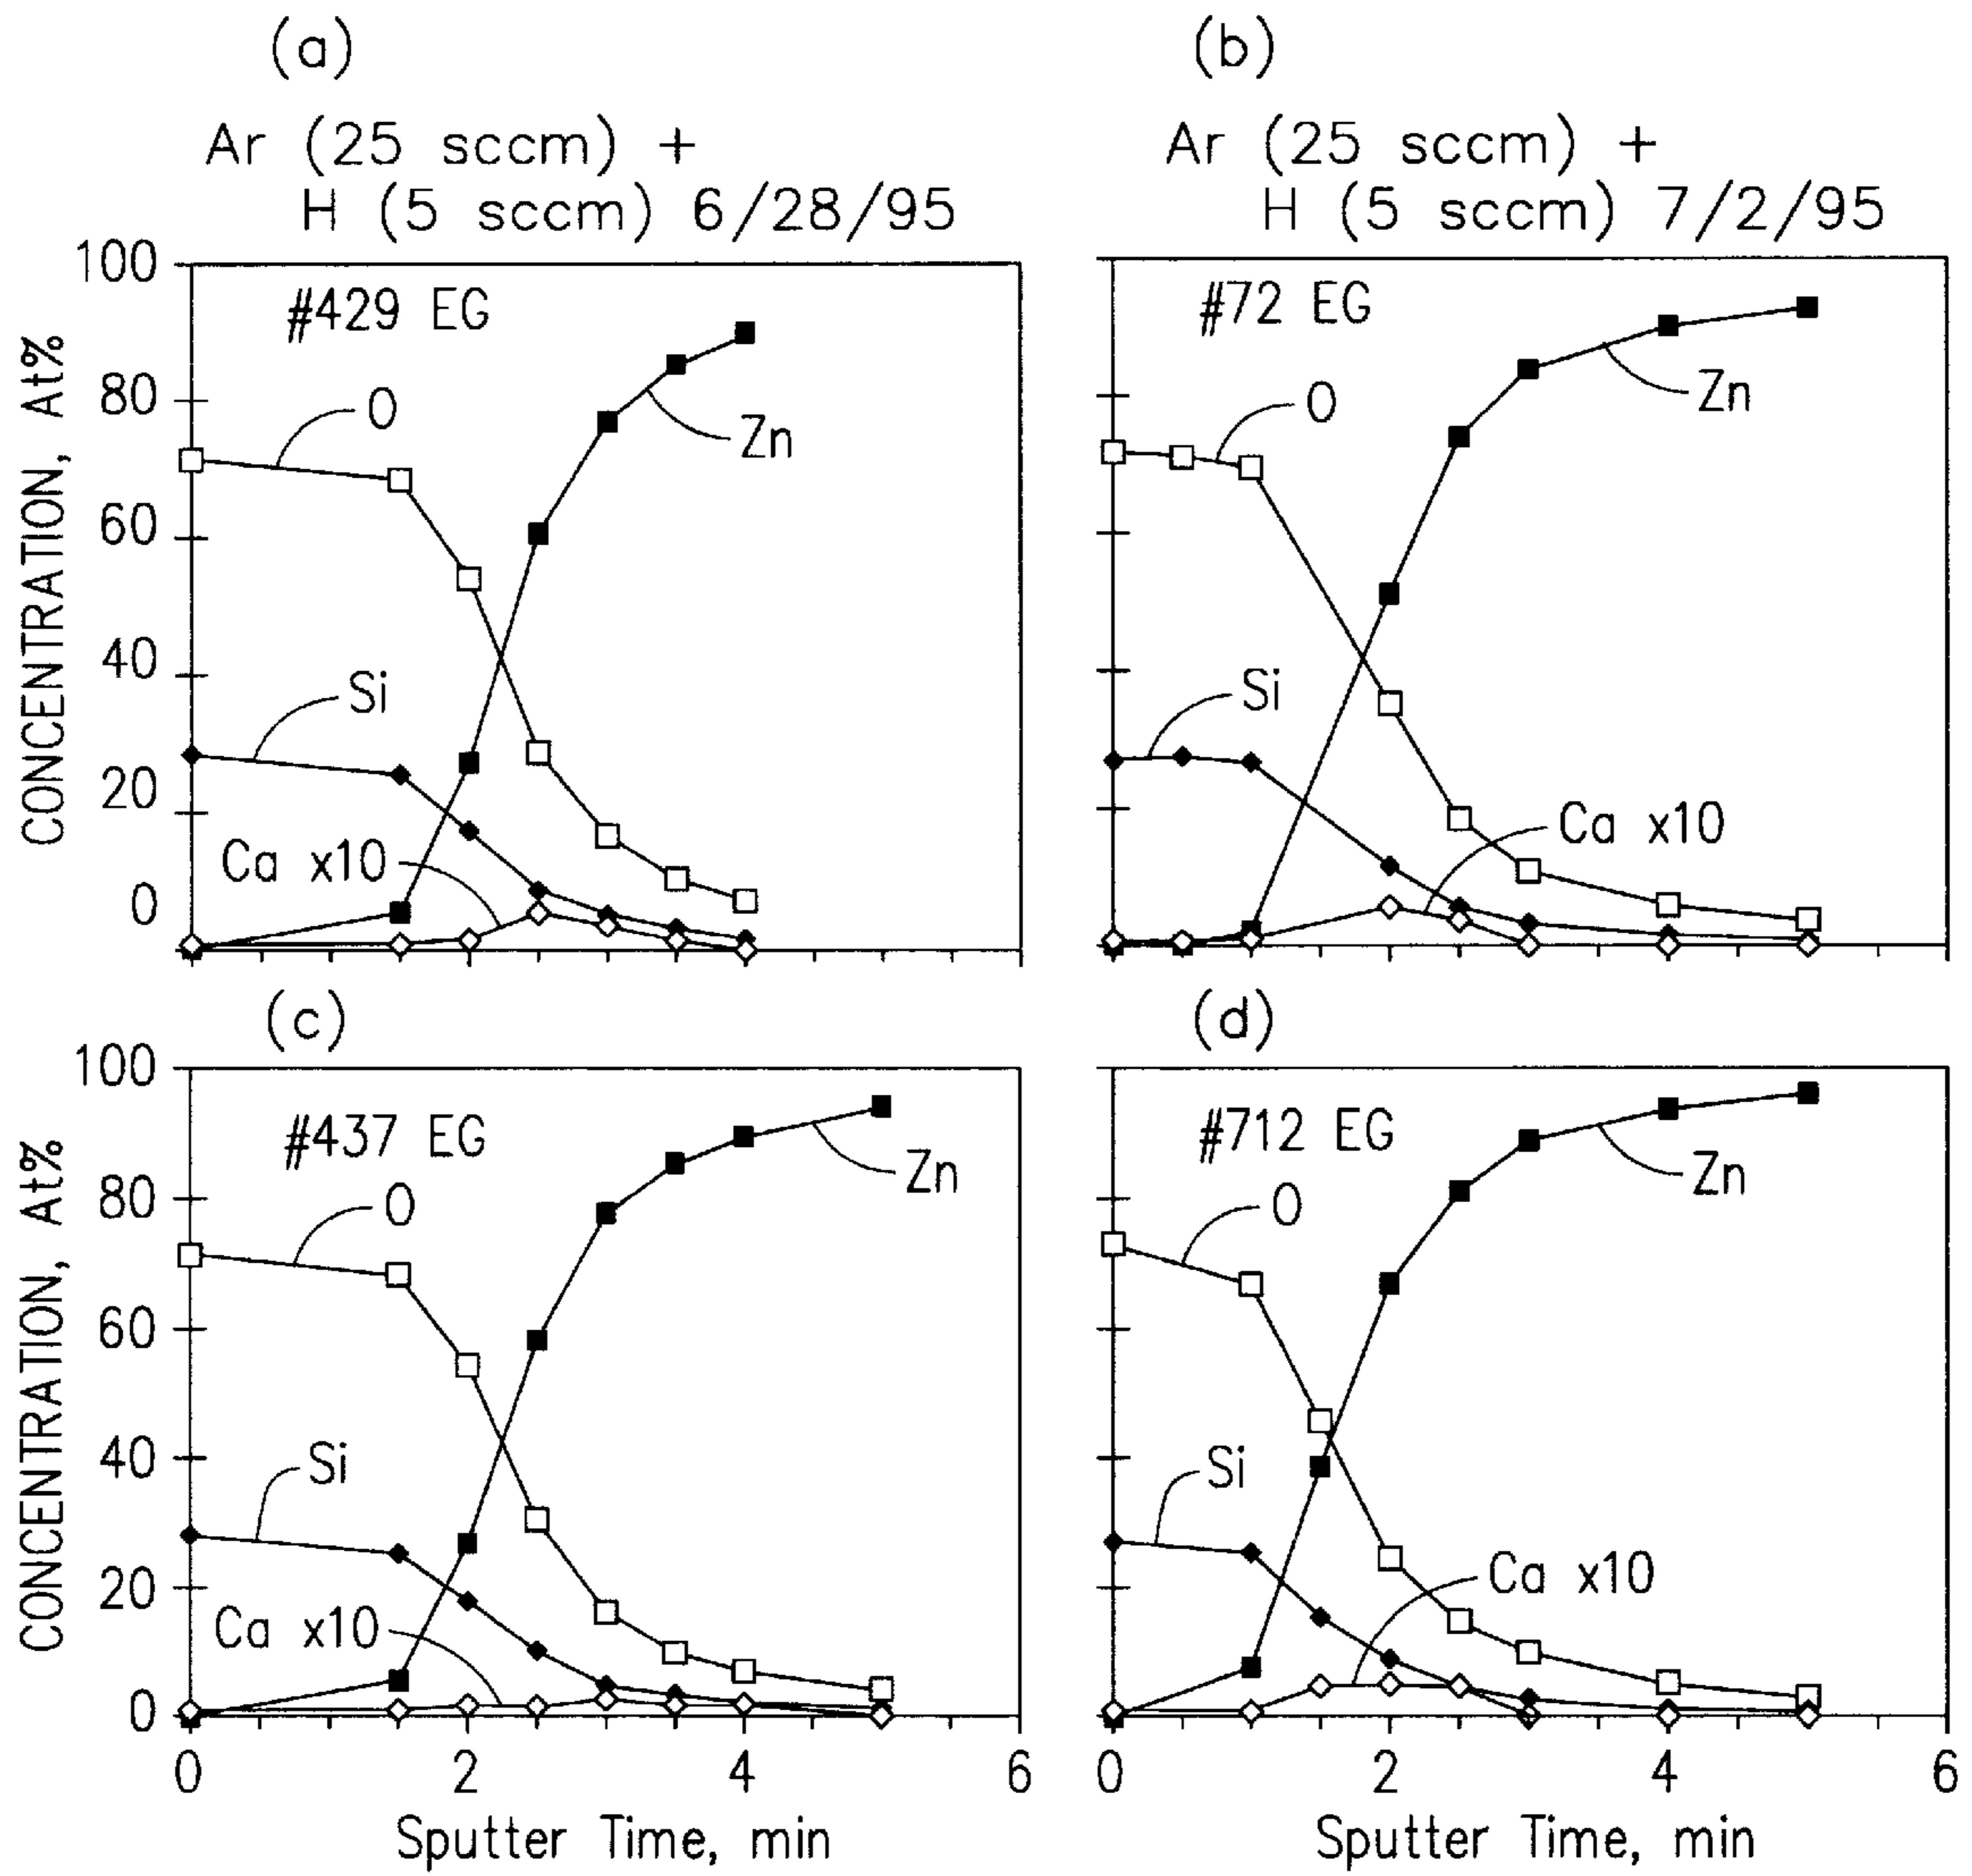 (a)
Ar (25 sccm) +
H (5 sccm) 6/28/95
(b)
Ar (25 sccm) +
H (5 sccm) 7/2/95
CONCENTRATION, At%
100
80
60
40
20
0
#429 EG
O
Zn
Si
Ca x10
#72 EG
O
Zn
Si
Ca x10
(c)
(d)
CONCENTRATION, At%
100
80
60
40
20
0
#437 EG
O
Zn
Si
Ca x10
0
2
4
6
Sputter Time, min
#712 EG
O
Zn
Si
Ca x10
0
2
4
6
Sputter Time, min